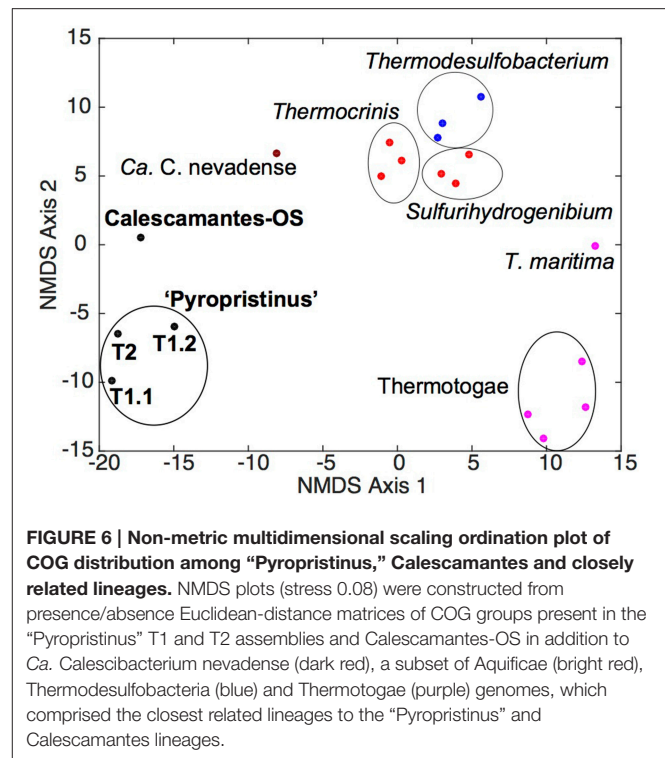 NMDS Axis 2
15
10
5
0
-5
-10
-15
-20
-15
-10
-5
0
5
10
15
NMDS Axis 1
Thermodesulfobacterium
Thermocrinis
Ca. C. nevadense
Sulfurihydrogenibium
Calescamantes-OS
T. maritima
‘Pyropristinus’
T2
T1.2
T1.1
Thermotogae
FIGURE 6 | Non-metric multidimensional scaling ordination plot of
COG distribution among “Pyropristinus,” Calescamantes and closely
related lineages. NMDS plots (stress 0.08) were constructed from
presence/absence Euclidean-distance matrices of COG groups present in the
“Pyropristinus” T1 and T2 assemblies and Calescamantes-OS in addition to
Ca. Calescibacterium nevadense (dark red), a subset of Aquificae (bright red),
Thermodesulfobacteria (blue) and Thermotogae (purple) genomes, which
comprised the closest related lineages to the “Pyropristinus” and
Calescamantes lineages.